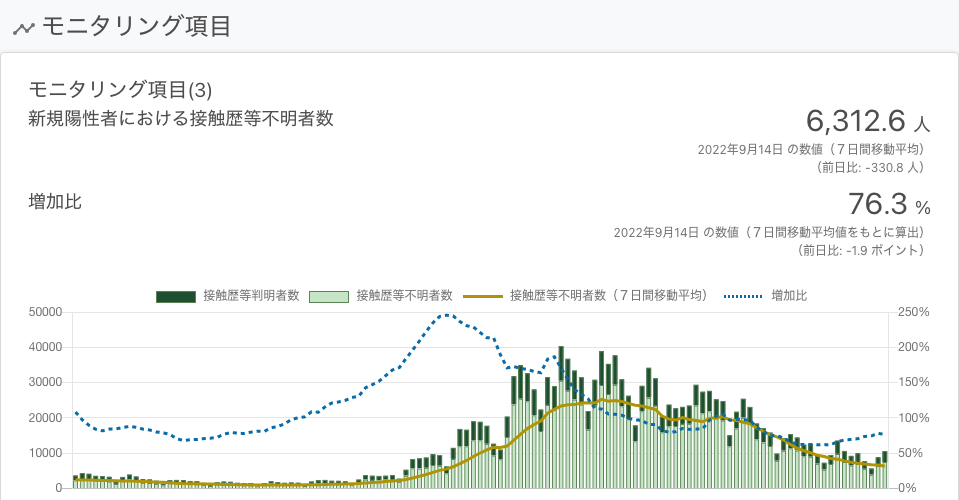 モニタリング項目
モニタリング項目(3)
新規陽性者における接触歴等不明者数
6,312.6 人
2022年9月14日 の数値（７日間移動平均）
（前日比: -330.8 人）
増加比
76.3 %
2022年9月14日 の数値（７日間移動平均値をもとに算出）
（前日比: -1.9 ポイント）
接触歴等判明者数 接触歴等不明者数 接触歴等不明者数（７日間移動平均） 増加比
50000 250%
40000 200%
30000 150%
20000 100%
10000 50%
0 0%